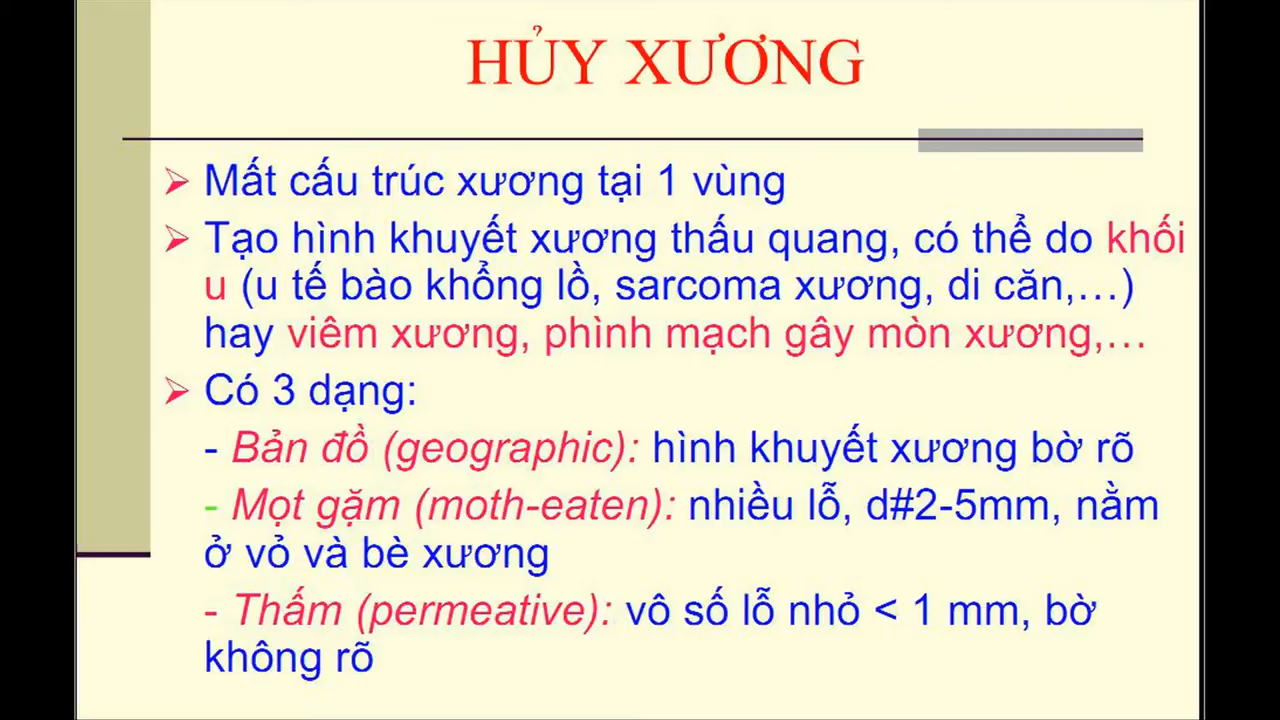 HỦY XƯƠNG
Mất cấu trúc xương tại 1 vùng
Tạo hình khuyết xương thấu quang, có thể do khối
u (u tế bào khổng lồ, sarcoma xương, di căn,…)
hay viêm xương, phình mạch gây mòn xương,…
Có 3 dạng:
- Bản đồ (geographic): hình khuyết xương bờ rõ
- Mọt gặm (moth-eaten): nhiều lỗ, d#2-5mm, nằm
ở vỏ và bè xương
- Thấm (permeative): vô số lỗ nhỏ < 1 mm, bờ
không rõ